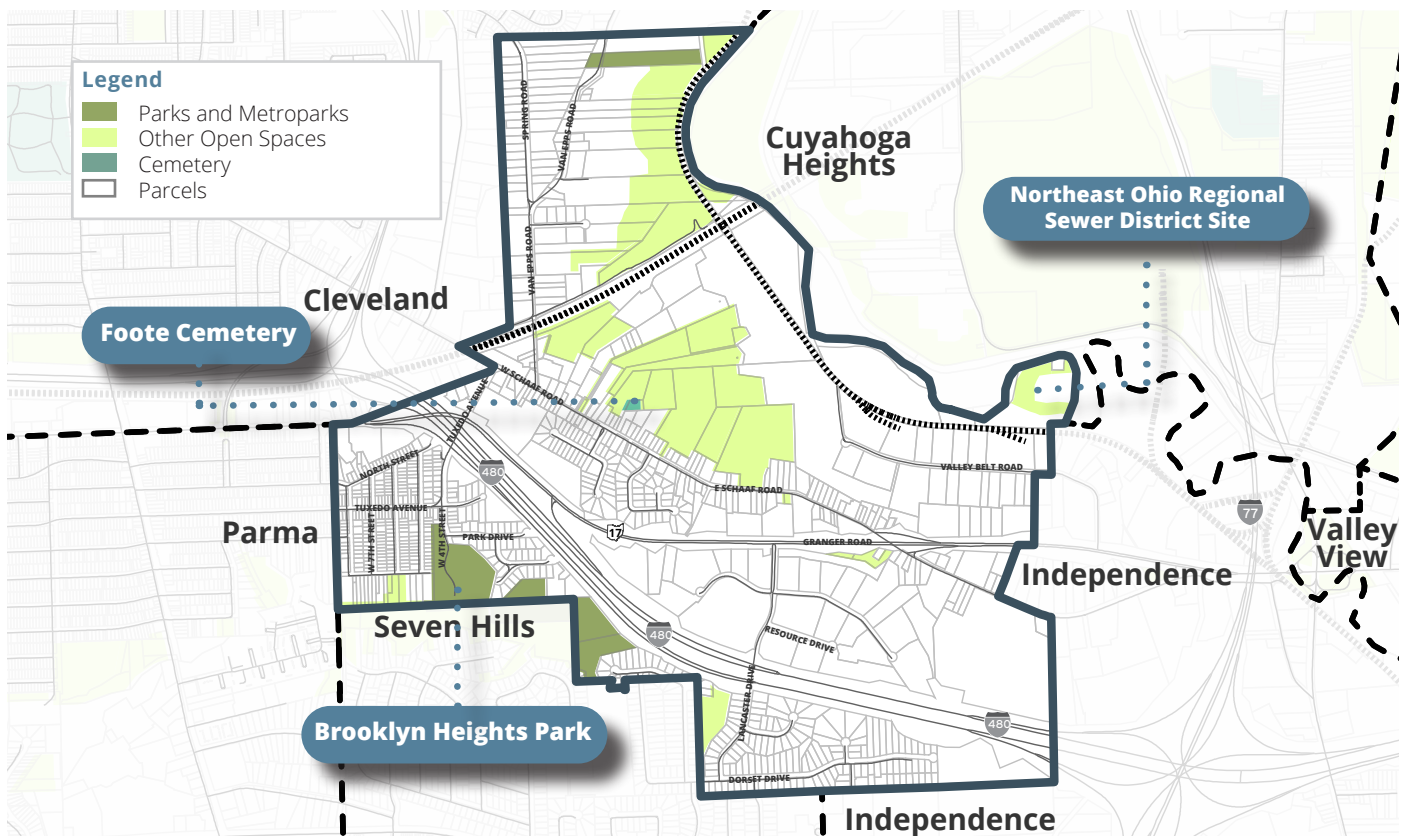 Legend
Parks and Metroparks
Other Open Spaces
Cemetery
Parcels
SPRING ROAD
VAN EPPS ROAD
VAN EPPS ROAD
Cuyahoga
Heights
Northeast Ohio Regional
Sewer District Site
Cleveland
Foote Cemetery
W SCHAAF ROAD
TUXEDO AVENUE
NORTH STREET
480
TUXEDO AVENUE
W 7TH STREET
W 4TH STREET
PARK DRIVE
E SCHAAF ROAD
VALLEY BELT ROAD
77
17
GRANGER ROAD
Parma
Valley
View
Independence
Seven Hills
480
RESOURCE DRIVE
LANCASTER DRIVE
480
Brooklyn Heights Park
DORSET DRIVE
Independence